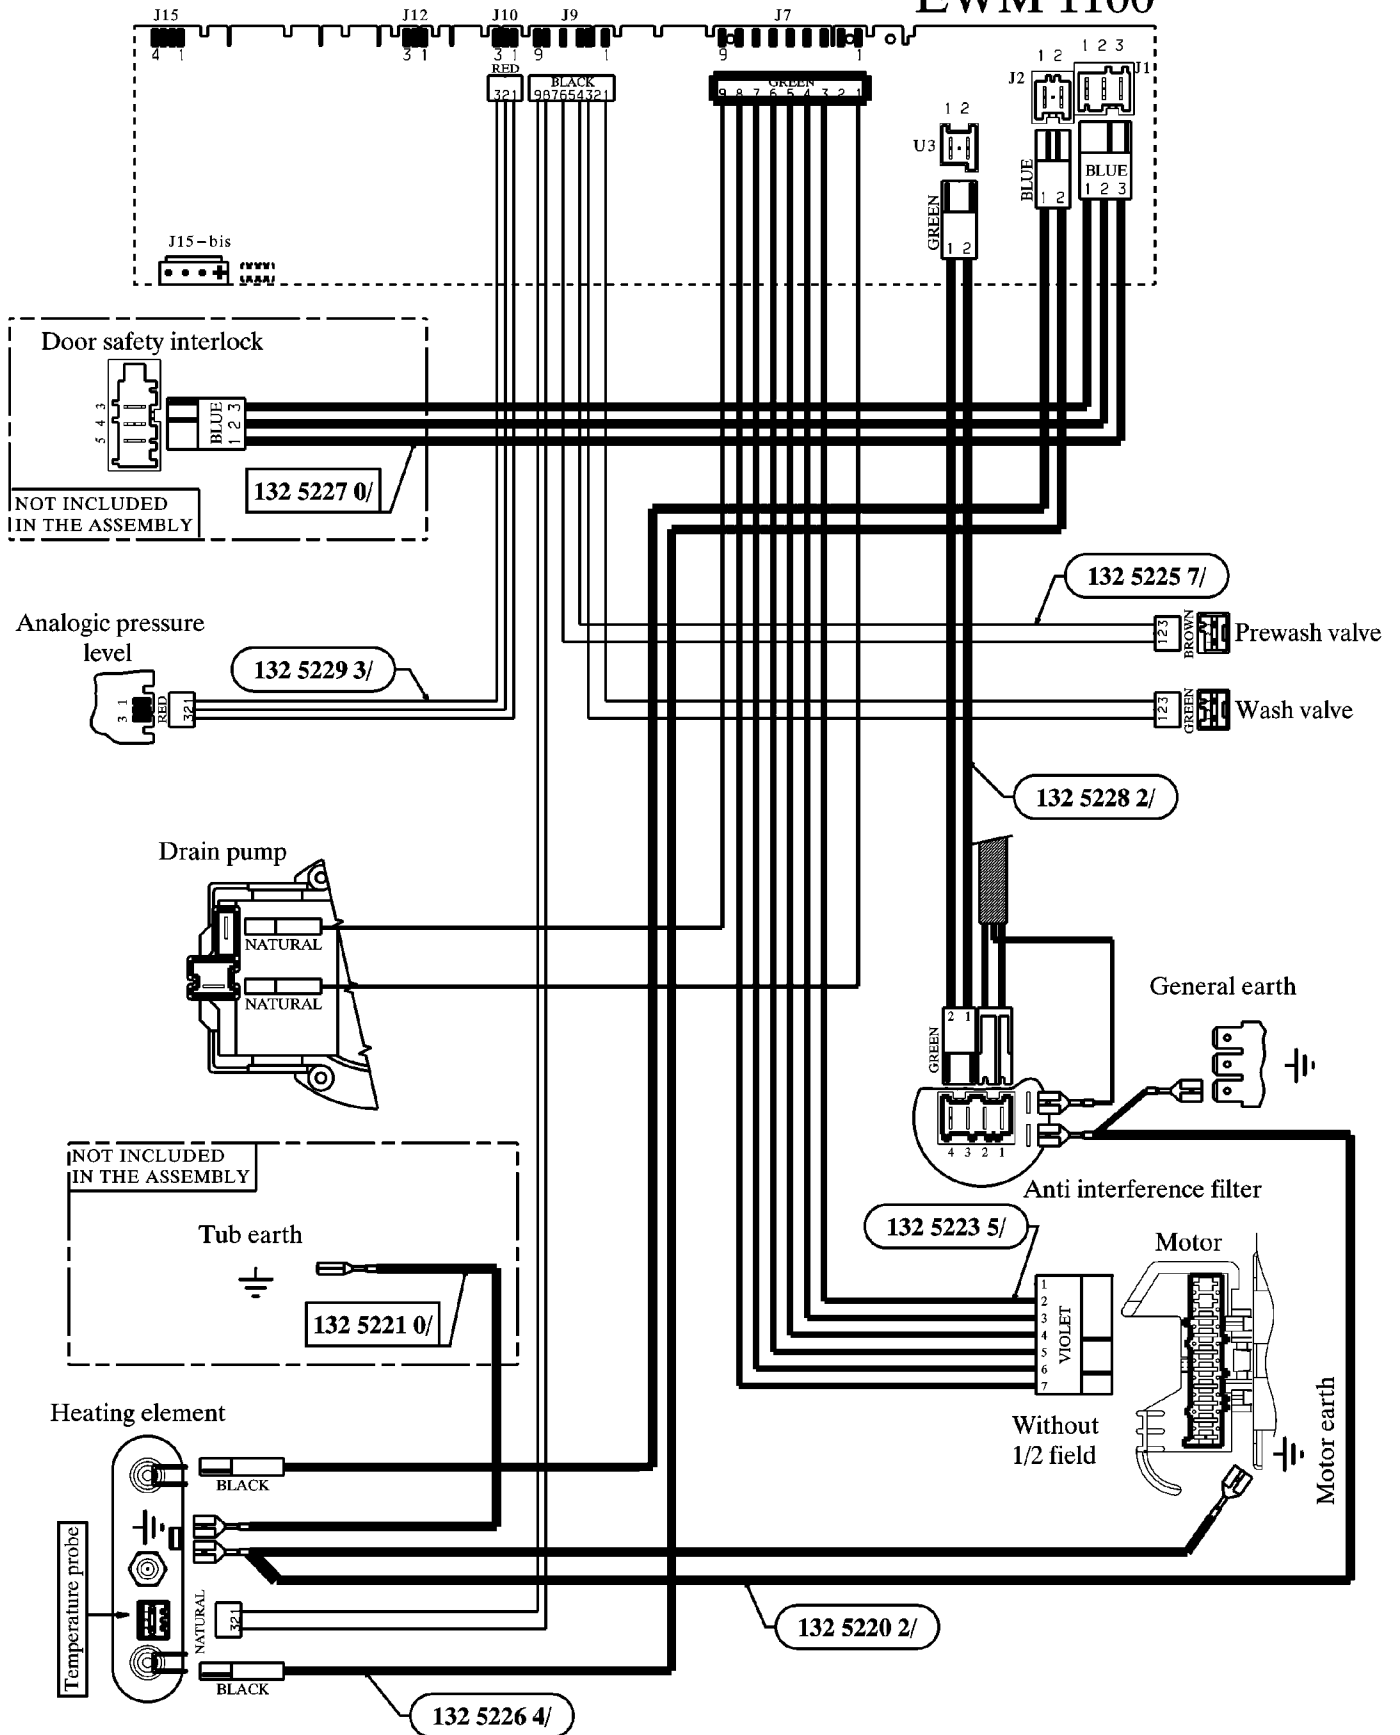 EWM 1100
J15 J12 J10 J9 J7
4 1 3 1 3 1 9 1 9 1
1 2 1 2 3
J2 J1
RED BLACK GREEN
321 987654321 9 8 7 6 5 4 3 2 1
1 2
U3
BLUE BLUE
1 2 1 2 3
GREEN
1 2
J15-bis
Door safety interlock
3 4 5
BLUE
1 2 3
132 5227 0/
NOT INCLUDED
IN THE ASSEMBLY
132 5225 7/
Analogic pressure
level
132 5229 3/
123 BROWN Prewash valve
3 1 RED 321
123 GREEN Wash valve
132 5228 2/
Drain pump
NATURAL
NATURAL
General earth
2 1
GREEN
4 3 2 1
Anti interference filter
NOT INCLUDED
IN THE ASSEMBLY
Tub earth
132 5223 5/
Motor
132 5221 0/
1
2
3
4
5
6
7
VIOLET
Without
1/2 field
Motor earth
Heating element
BLACK
Temperature probe
NATURAL
321
132 5220 2/
BLACK
132 5226 4/